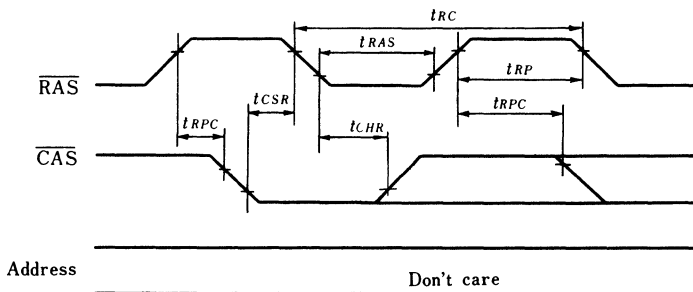 tRC
tRAS
RAS
tRP
tCSR
tRPC
tRPC
tCHR
CAS
Address
Don't care